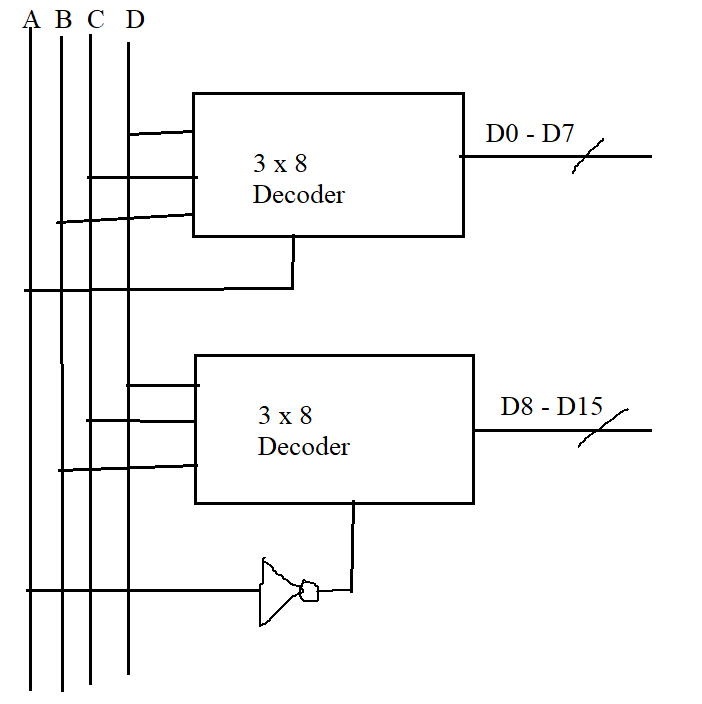 A B C D
D0 - D7
3 x 8
Decoder
D8 - D15
3 x 8
Decoder